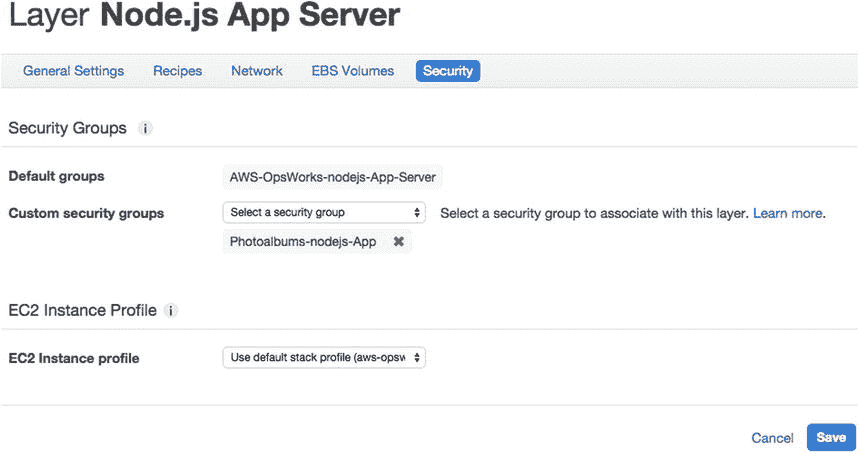 Layer Node.js App Server
General Settings Recipes Network EBS Volumes Security
Security Groups i
Default groups AWS-OpsWorks-nodejs-App-Server
Custom security groups Select a security group Select a security group to associate with this layer. Learn more.
Photoalbums-nodejs-App ✖
EC2 Instance Profile i
EC2 Instance profile Use default stack profile (aws-opsw
Cancel Save